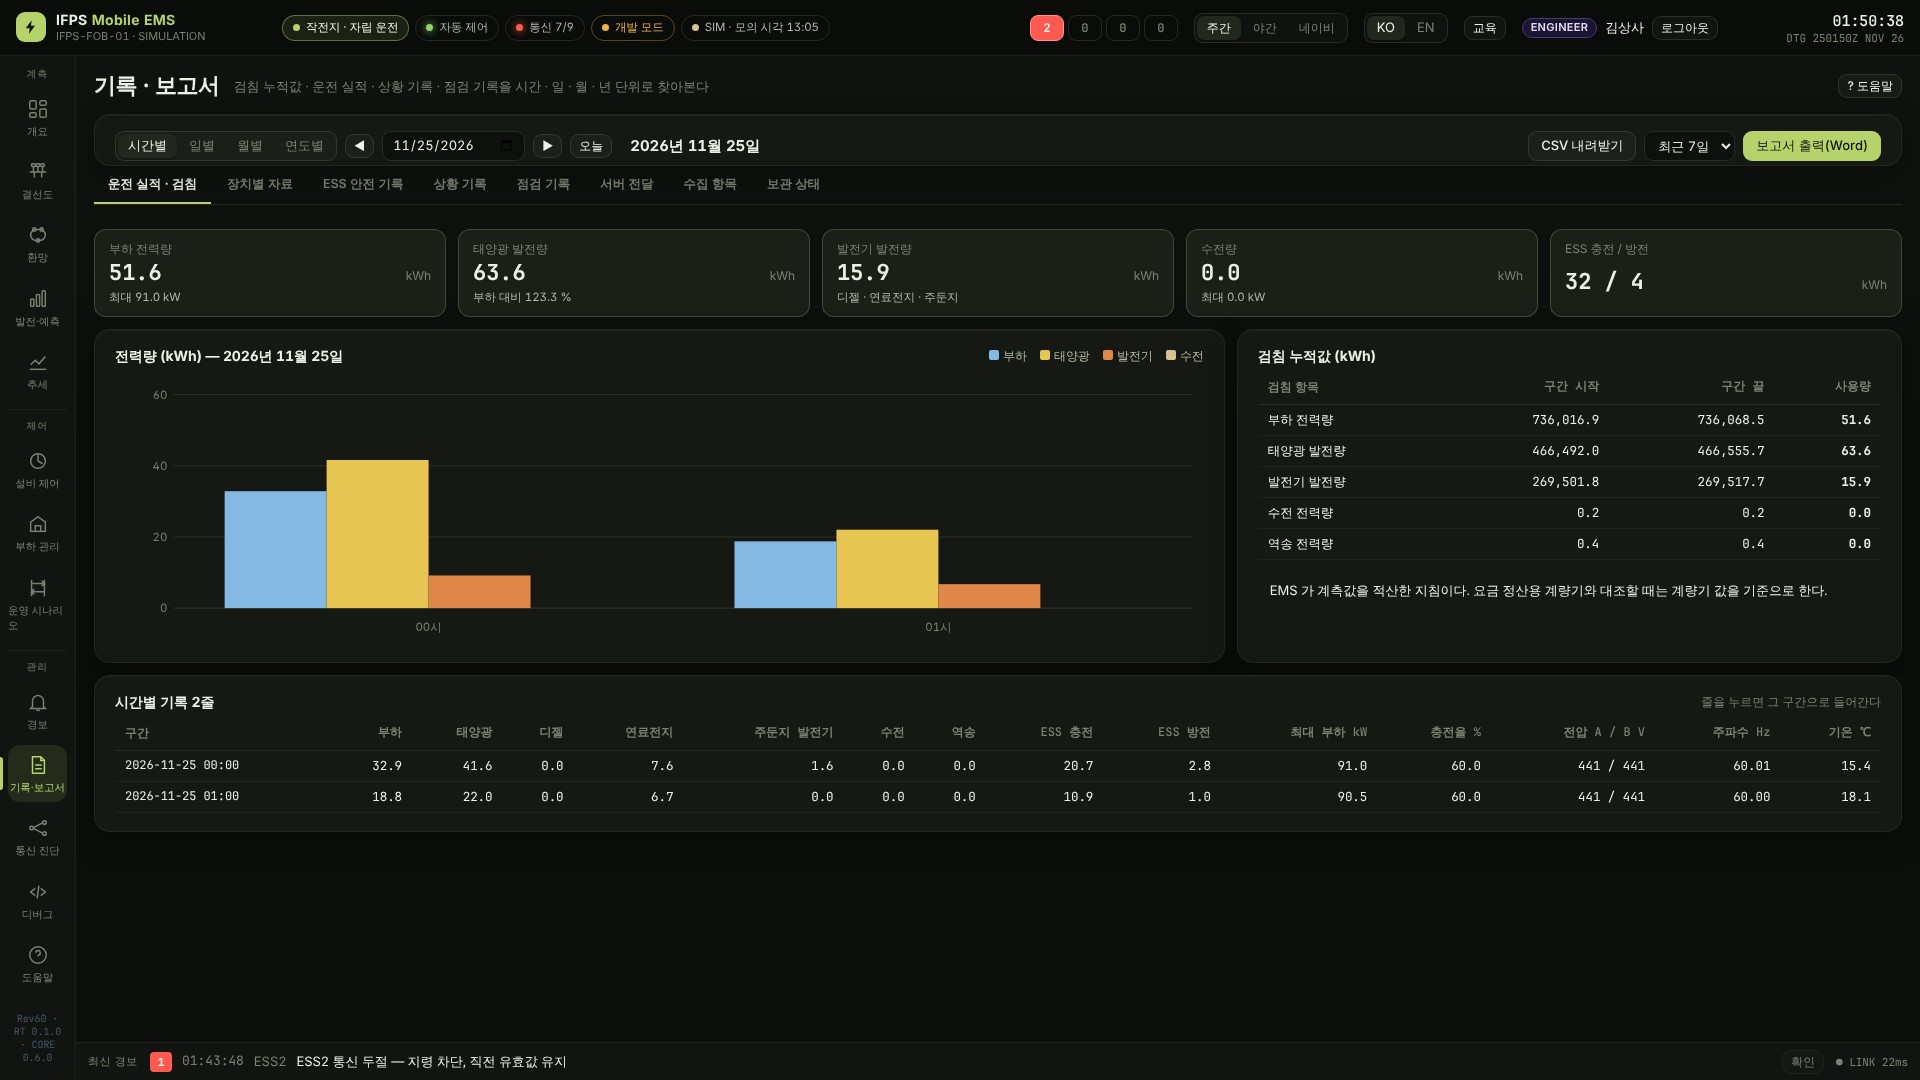 IFPS Mobile EMS
IFPS-FOB-01 · SIMULATION
작전지 · 자립 운전
자동 제어
통신 7/9
개발 모드
SIM · 모의 시각 13:05
2 0 0 0
주간 야간 네이비
KO EN
교육
ENGINEER 김상사 로그아웃
01:50:38
DTG 250150Z NOV 26
계측
개요
결선도
환망
발전·예측
추세
제어
설비 제어
부하 관리
운영 시나리
오
관리
경보
기록·보고서
통신 진단
디버그
도움말
Rev60 ·
RT 0.1.0
· CORE
0.6.0
기록 · 보고서 검침 누적값 · 운전 실적 · 상황 기록 · 점검 기록을 시간 · 일 · 월 · 년 단위로 찾아본다
? 도움말
시간별 일별 월별 연도별 ◀ 11/25/2026 ▶ 오늘 2026년 11월 25일
CSV 내려받기 최근 7일 보고서 출력(Word)
운전 실적 · 검침 장치별 자료 ESS 안전 기록 상황 기록 점검 기록 서버 전달 수집 항목 보관 상태
부하 전력량
51.6 kWh
최대 91.0 kW
태양광 발전량
63.6 kWh
부하 대비 123.3 %
발전기 발전량
15.9 kWh
디젤 · 연료전지 · 주둔지
수전량
0.0 kWh
최대 0.0 kW
ESS 충전 / 방전
32 / 4 kWh
전력량 (kWh) — 2026년 11월 25일
부하 태양광 발전기 수전
60
40
20
0
00시 01시
검침 누적값 (kWh)
검침 항목 구간 시작 구간 끝 사용량
부하 전력량 736,016.9 736,068.5 51.6
태양광 발전량 466,492.0 466,555.7 63.6
발전기 발전량 269,501.8 269,517.7 15.9
수전 전력량 0.2 0.2 0.0
역송 전력량 0.4 0.4 0.0
EMS 가 계측값을 적산한 지침이다. 요금 정산용 계량기와 대조할 때는 계량기 값을 기준으로 한다.
시간별 기록 2줄
줄을 누르면 그 구간으로 들어간다
구간 부하 태양광 디젤 연료전지 주둔지 발전기 수전 역송 ESS 충전 ESS 방전 최대 부하 kW 충전율 % 전압 A / B V 주파수 Hz 기온 ℃
2026-11-25 00:00 32.9 41.6 0.0 7.6 1.6 0.0 0.0 20.7 2.8 91.0 60.0 441 / 441 60.01 15.4
2026-11-25 01:00 18.8 22.0 0.0 6.7 0.0 0.0 0.0 10.9 1.0 90.5 60.0 441 / 441 60.00 18.1
최신 경보 1 01:43:48 ESS2 ESS2 통신 두절 — 지령 차단, 직전 유효값 유지
확인 LINK 22ms